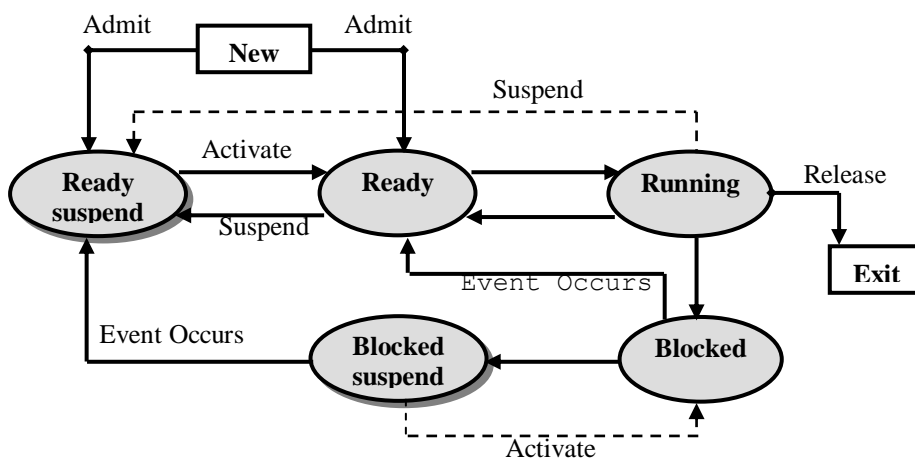 Admit
Admit
New
Suspend
Activate
Ready
suspend
Ready
Running
Release
Suspend
Exit
Event Occurs
Event Occurs
Blocked
suspend
Blocked
Activate